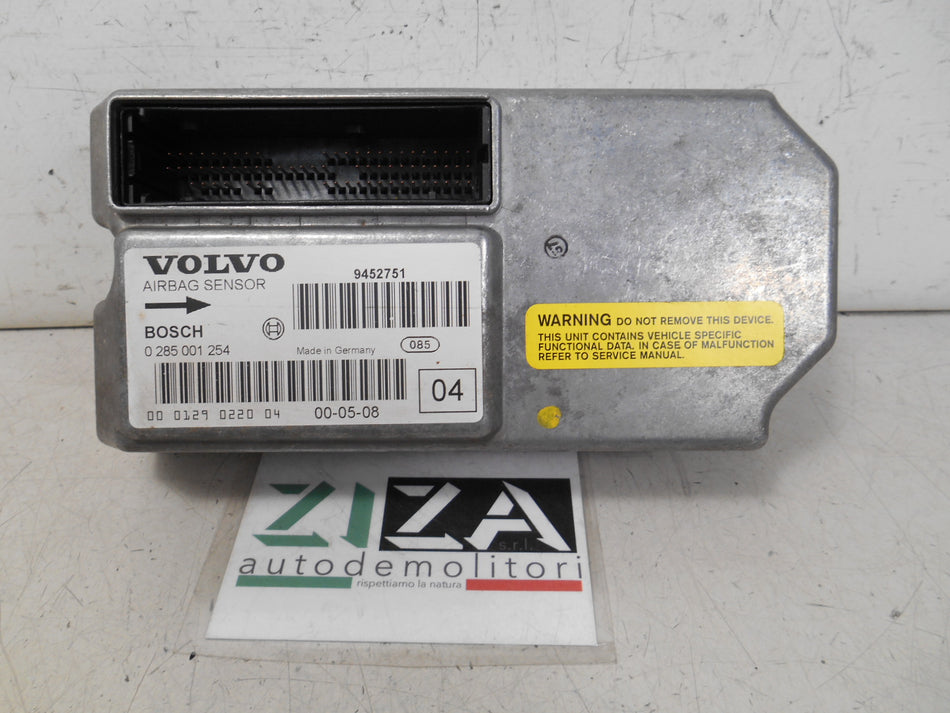 VOLVO
AIRBAG SENSOR
9452751
BOSCH
0 285 001 254
Made in Germany
085
00 0129 0220 04
00-05-08
04
WARNING DO NOT REMOVE THIS DEVICE.
THIS UNIT CONTAINS VEHICLE SPECIFIC
FUNCTIONAL DATA. IN CASE OF MALFUNCTION
REFER TO SERVICE MANUAL.
ZIZA
s.r.l.
autodemolitori
rispettiamo la natura